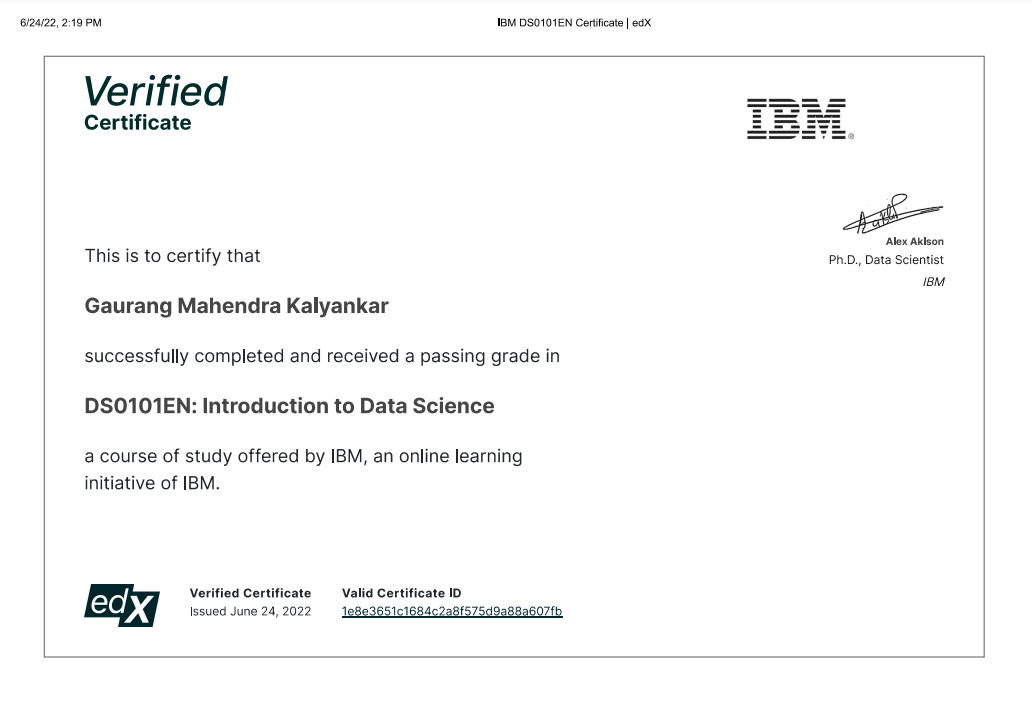 6/24/22, 2:19 PM
IBM DS0101EN Certificate | edX
Verified
Certificate
IBM®
Alex Aklson
Ph.D., Data Scientist
IBM
This is to certify that
Gaurang Mahendra Kalyankar
successfully completed and received a passing grade in
DS0101EN: Introduction to Data Science
a course of study offered by IBM, an online learning
initiative of IBM.
edX
Verified Certificate
Issued June 24, 2022
Valid Certificate ID
1e8e3651c1684c2a8f575d9a88a607fb